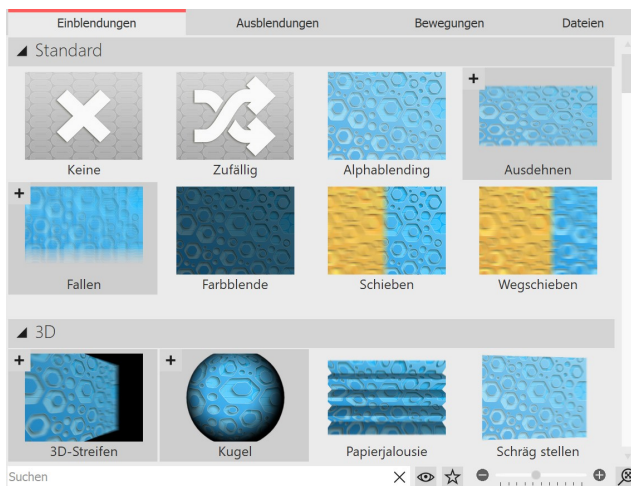 Einblendungen Ausblendungen Bewegungen Dateien
Standard
Keine Zufällig Alphablending Ausdehnen
Fallen Farbblende Schieben Wegschieben
3D
3D-Streifen Kugel Papierjalousie Schräg stellen
Suchen